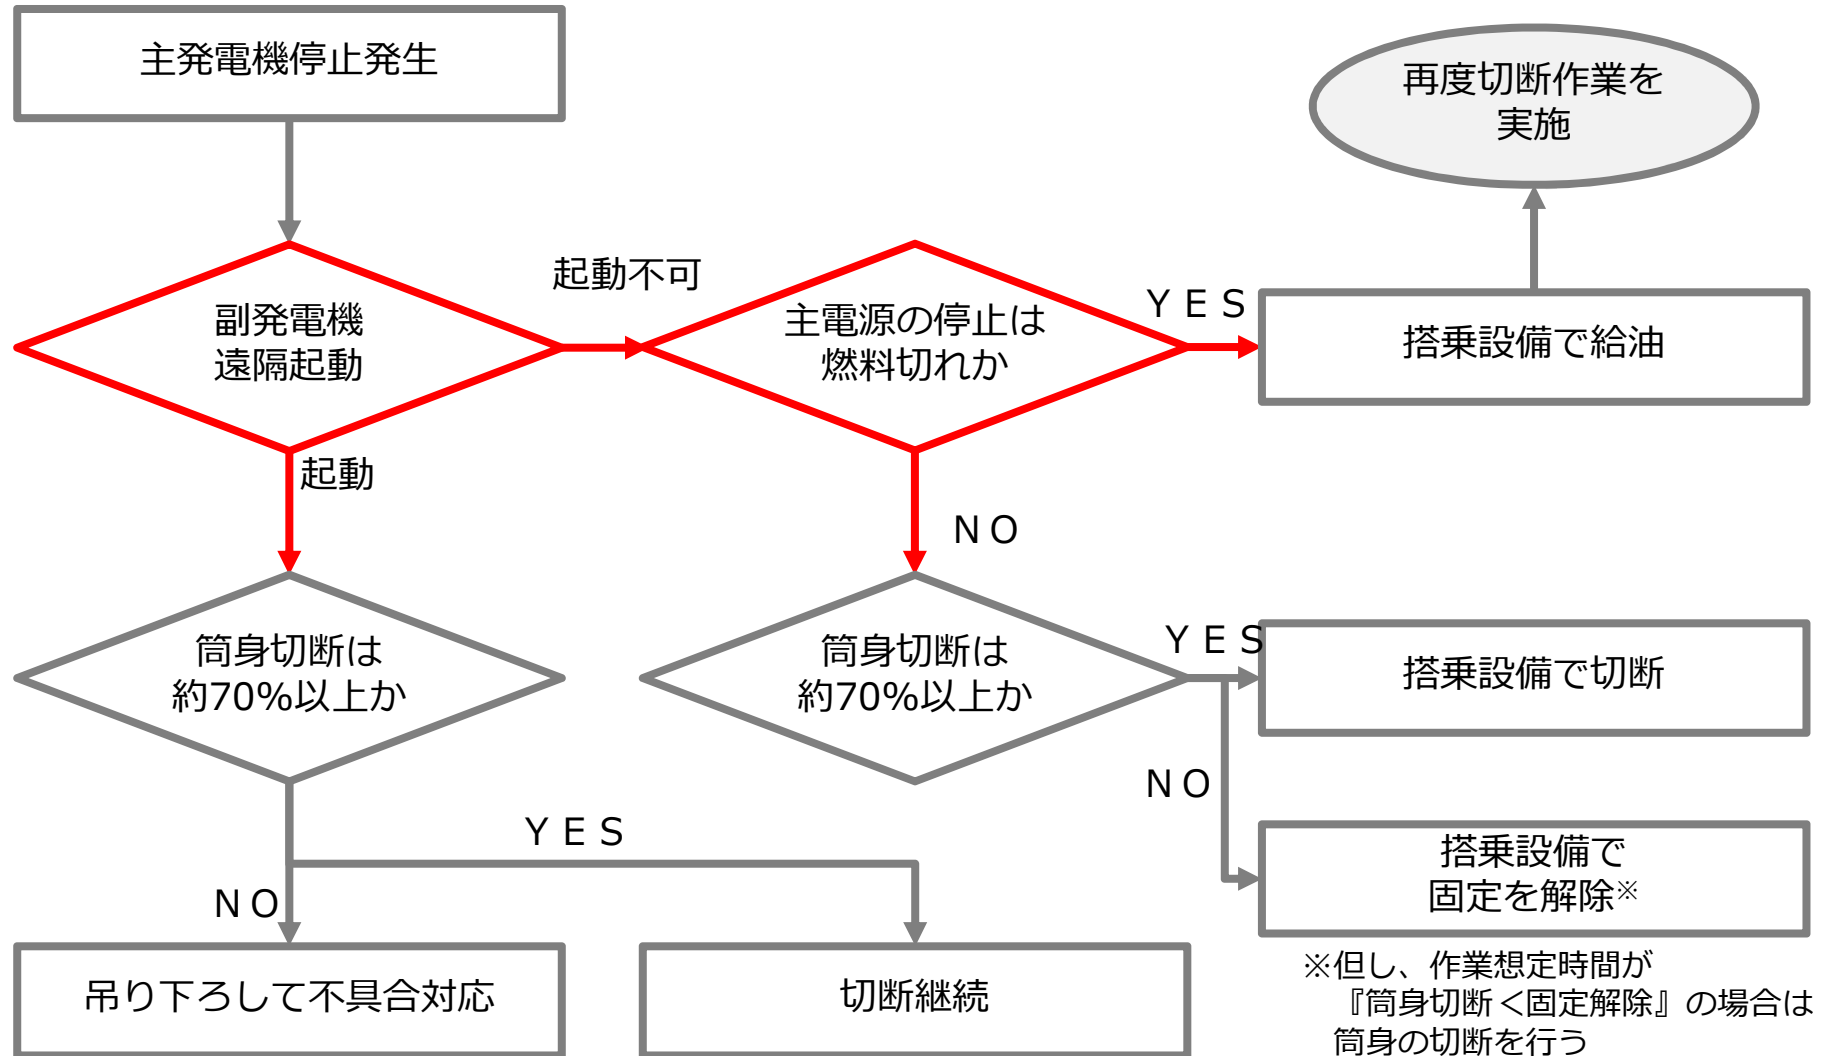 主発電機停止発生
再度切断作業を
実施
副発電機
遠隔起動
起動不可
主電源の停止は
燃料切れか
ＹＥＳ
搭乗設備で給油
起動
ＮＯ
筒身切断は
約70%以上か
筒身切断は
約70%以上か
ＹＥＳ
搭乗設備で切断
ＮＯ
搭乗設備で
固定を解除※
ＹＥＳ
ＮＯ
吊り下ろして不具合対応
切断継続
※但し、作業想定時間が
『筒身切断＜固定解除』の場合は
筒身の切断を行う